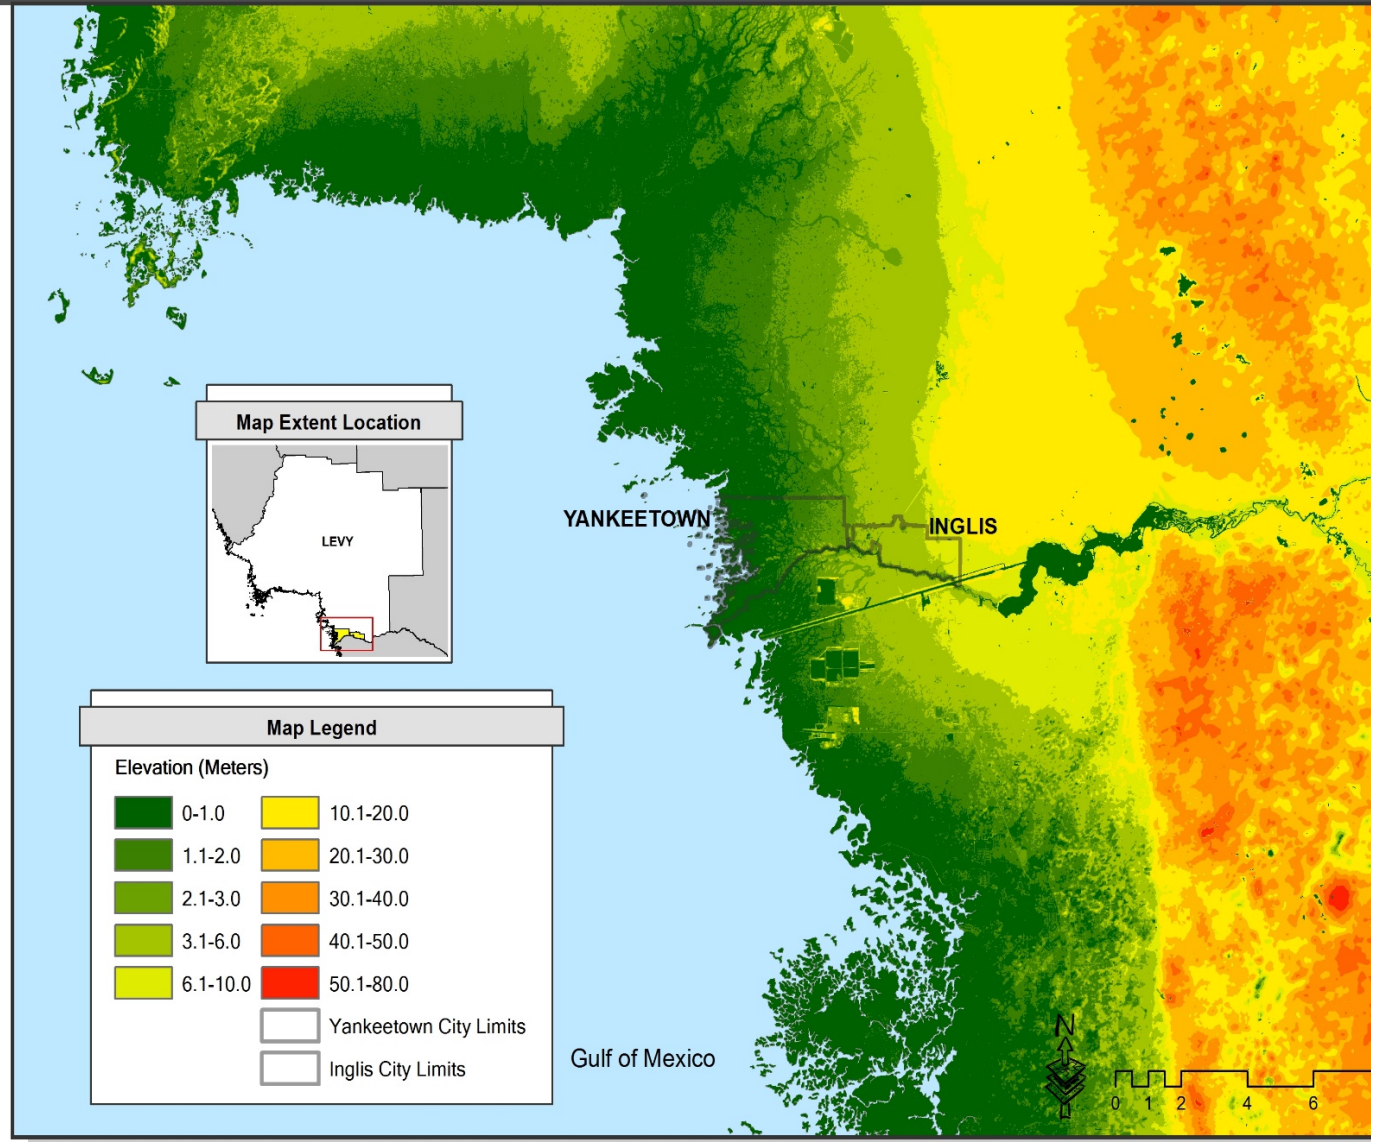 YANKEETOWN
INGLIS
Map Extent Location
LEVY
Map Legend
Elevation (Meters)
0-1.0
10.1-20.0
1.1-2.0
20.1-30.0
2.1-3.0
30.1-40.0
3.1-6.0
40.1-50.0
6.1-10.0
50.1-80.0
Yankeetown City Limits
Inglis City Limits
Gulf of Mexico
N
0 1 2 4 6